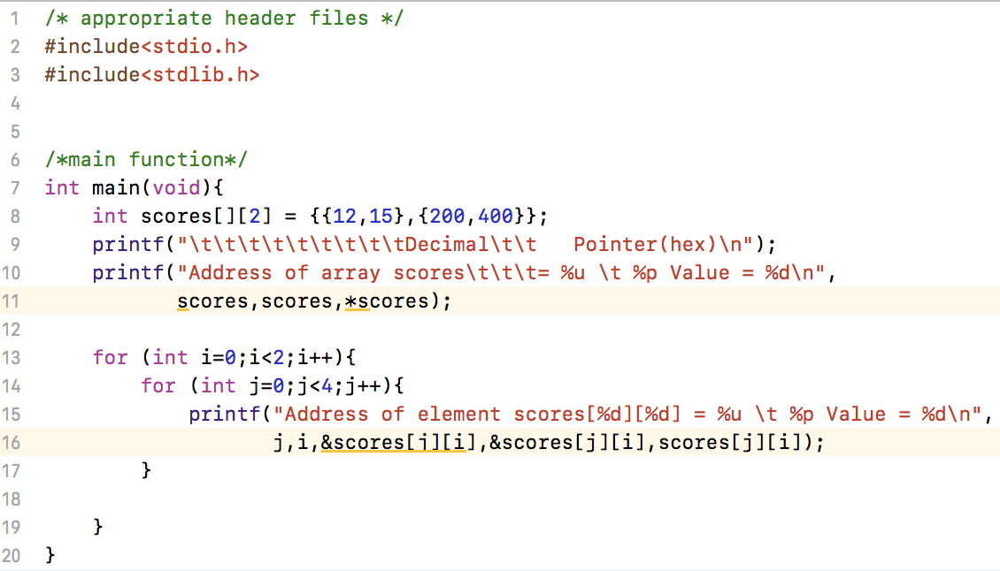 1 /* appropriate header files */
2 #include<stdio.h>
3 #include<stdlib.h>
4
5
6 /*main function*/
7 int main(void){
8     int scores[][2] = {{12,15},{200,400}};
9     printf("\t\t\t\t\t\t\t\t\tDecimal\t\t   Pointer(hex)\n");
10     printf("Address of array scores\t\t\t= %u \t %p Value = %d\n",
11            scores,scores,*scores);
12
13     for (int i=0;i<2;i++){
14         for (int j=0;j<4;j++){
15             printf("Address of element scores[%d][%d] = %u \t %p Value = %d\n",
16                    j,i,&scores[j][i],&scores[j][i],scores[j][i]);
17         }
18
19     }
20 }